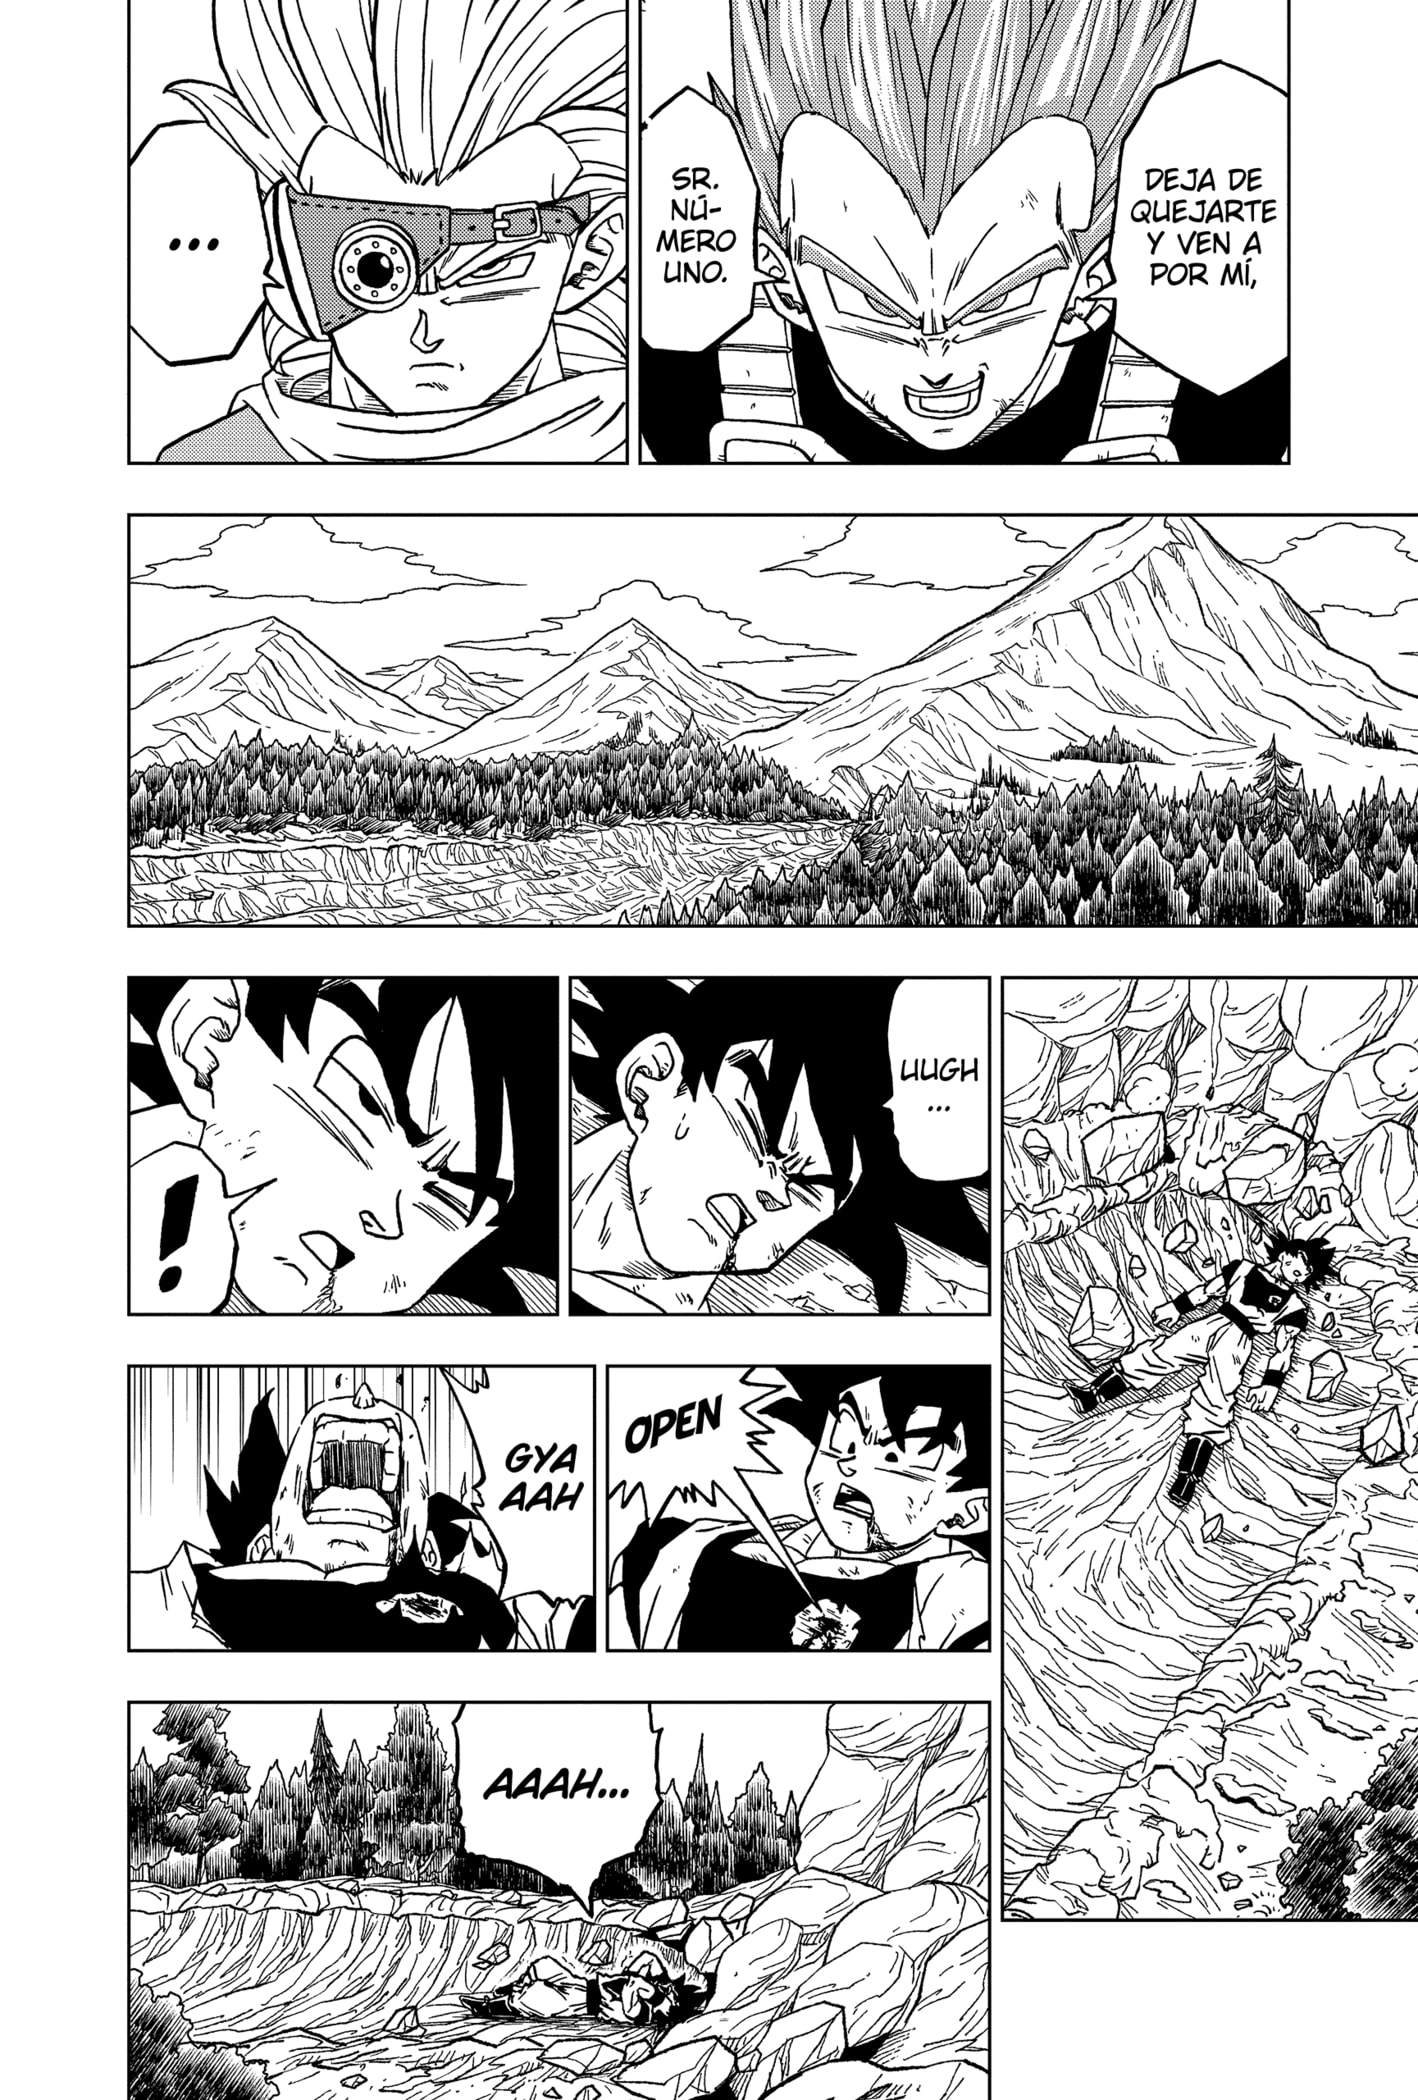 DEJA DE
QUEJARTE
Y VEN A
POR MÍ,
SR.
NÚ-
MERO
UNO.
...
UUGH
...
!
OPEN
GYA
AAH
AAAH...